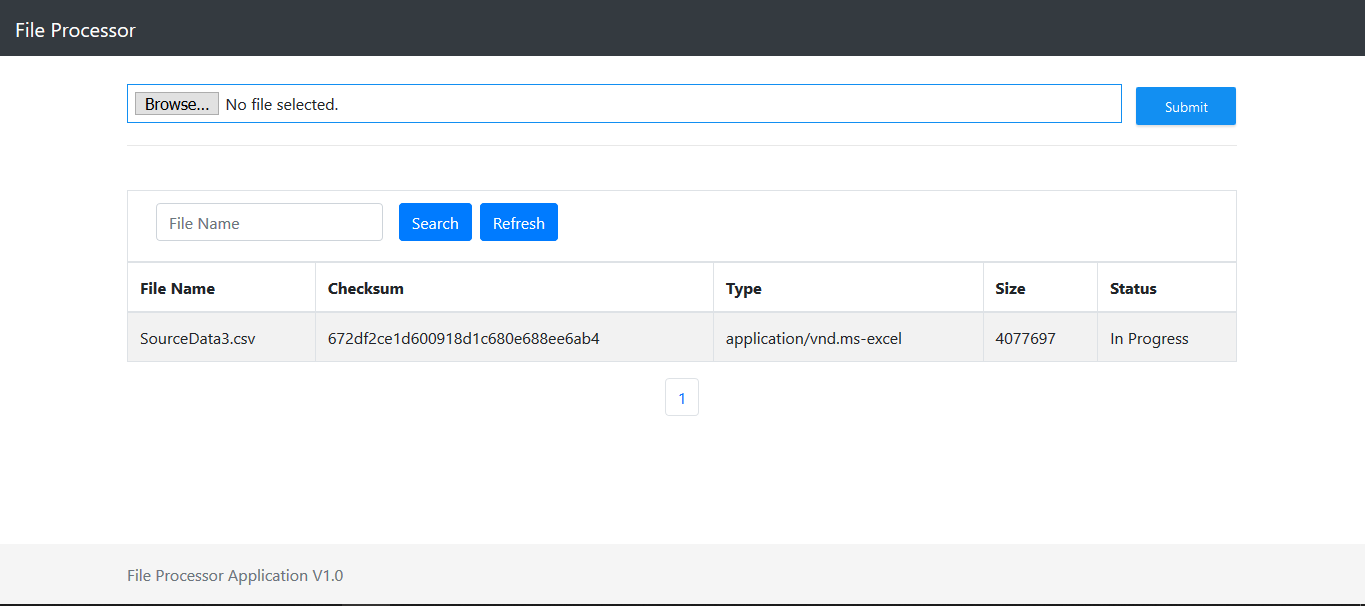 File Processor
Browse... No file selected. Submit
File Name Search Refresh
File Name Checksum Type Size Status
SourceData3.csv 672df2ce1d600918d1c680e688ee6ab4 application/vnd.ms-excel 4077697 In Progress
1
File Processor Application V1.0